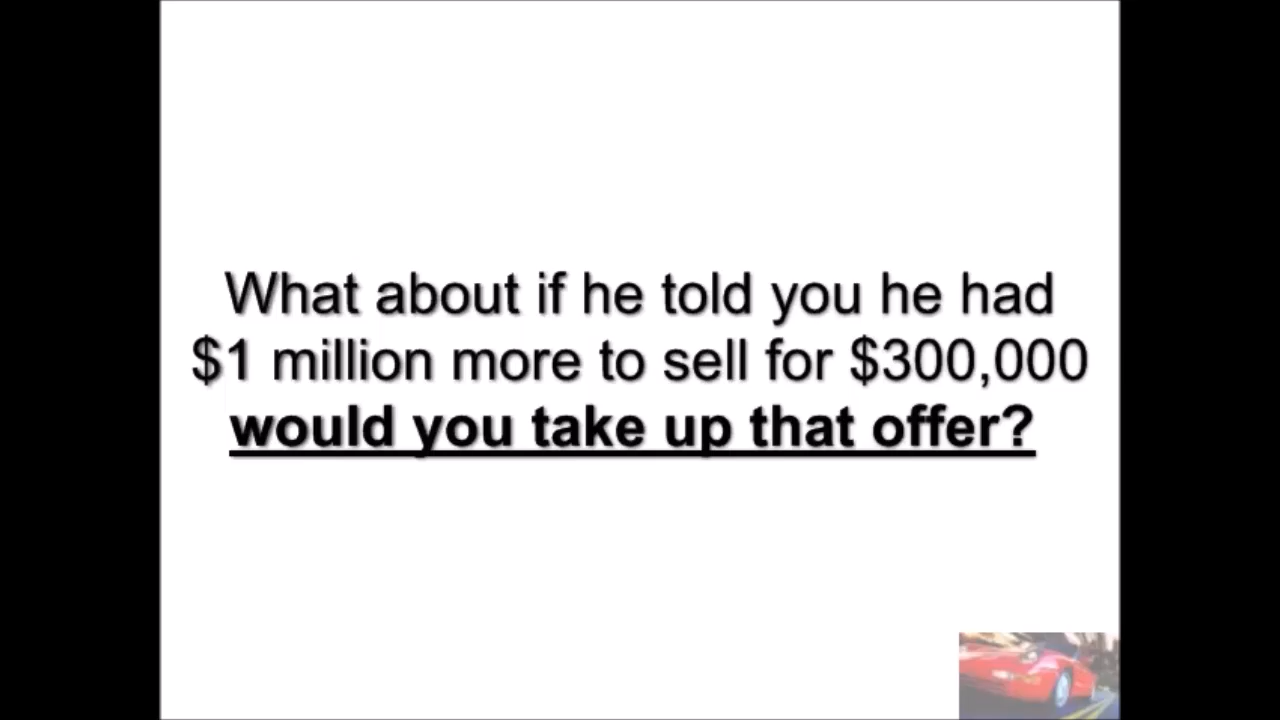 What about if he told you he had
$1 million more to sell for $300,000
would you take up that offer?